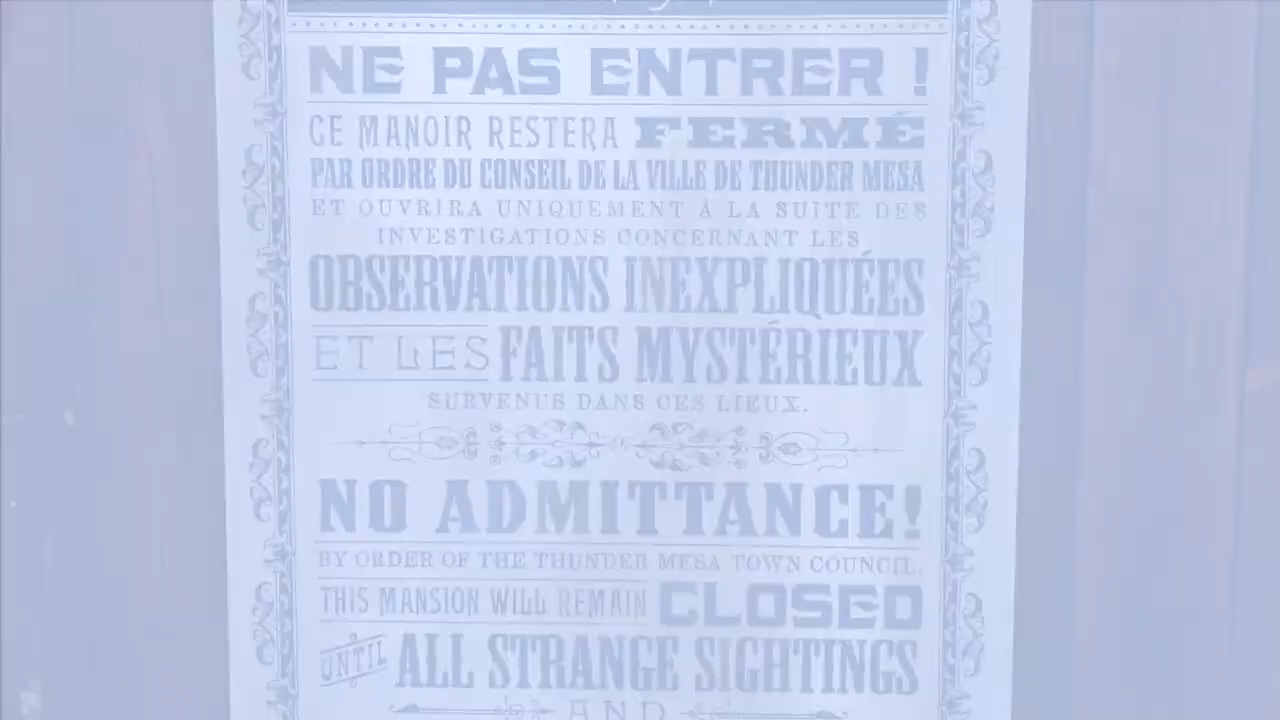 NE PAS ENTRER !
CE MANOIR RESTERA FERMÉ
PAR ORDRE DU CONSEIL DE LA VILLE DE THUNDER MESA
ET OUVRIRA UNIQUEMENT À LA SUITE DES
INVESTIGATIONS CONCERNANT LES
OBSERVATIONS INEXPLIQUÉES
ET LES FAITS MYSTÉRIEUX
SURVENUS DANS CES LIEUX.
NO ADMITTANCE!
BY ORDER OF THE THUNDER MESA TOWN COUNCIL,
THIS MANSION WILL REMAIN CLOSED
UNTIL ALL STRANGE SIGHTINGS
AND